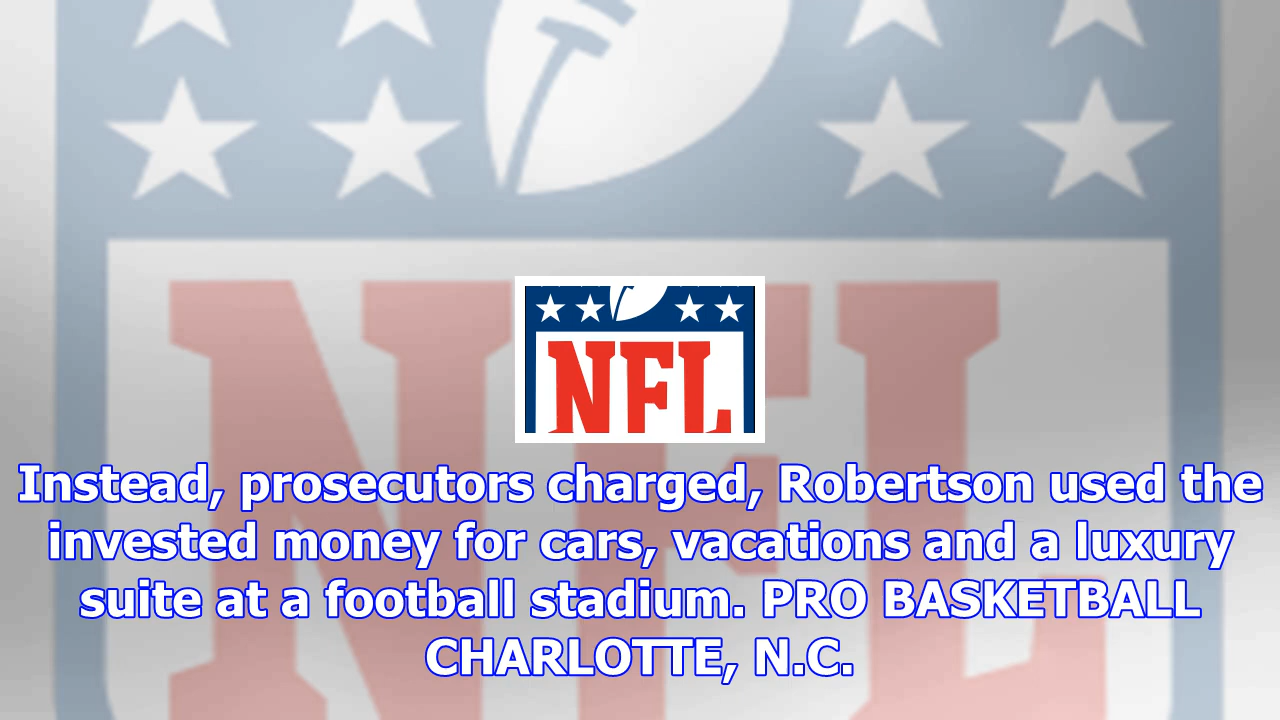 NFL
NFL
Instead, prosecutors charged, Robertson used the
invested money for cars, vacations and a luxury
suite at a football stadium. PRO BASKETBALL
CHARLOTTE, N.C.